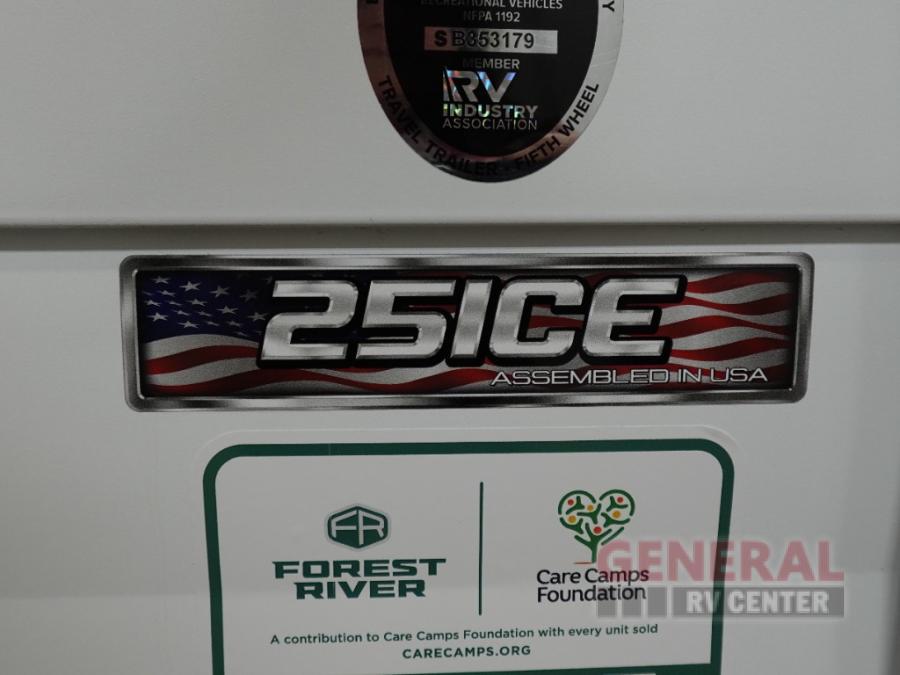 RECREATIONAL VEHICLES
NFPA 1192
SB353179
MEMBER
RV
INDUSTRY
ASSOCIATION
TRAVEL TRAILER • FIFTH WHEEL
25ICE
ASSEMBLED IN USA
FR
FOREST
RIVER
Care Camps
Foundation
A contribution to Care Camps Foundation with every unit sold
CARECAMPS.ORG
GENERAL
RV CENTER